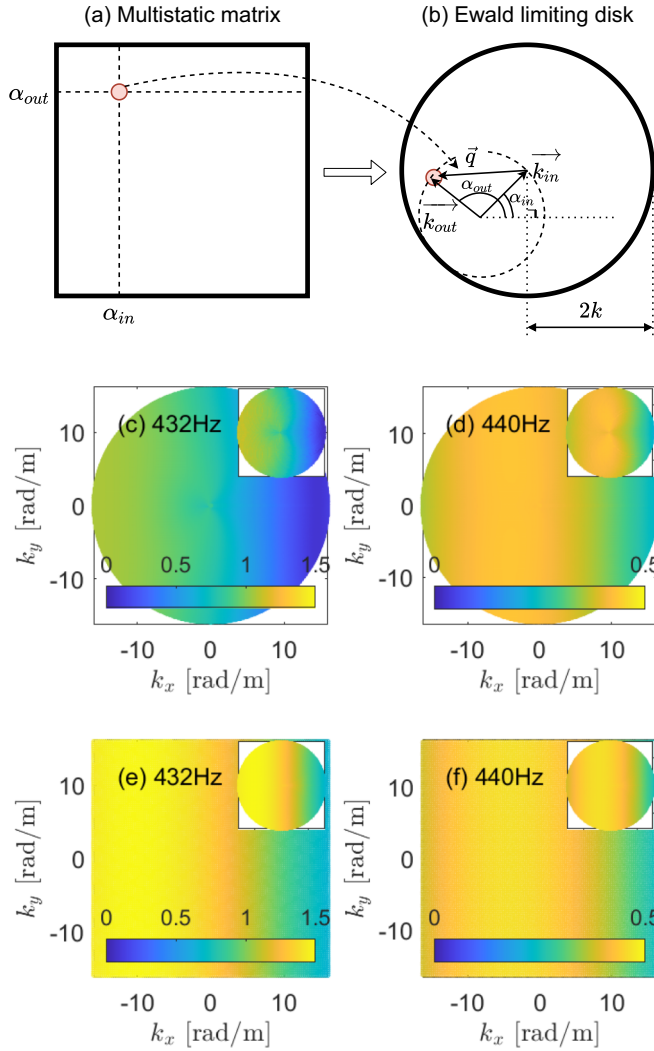 (a) Multistatic matrix
(b) Ewald limiting disk
α_out
α_in
q⃗
k_in
α_out
α_in
k_out
2k
(c) 432Hz
10
0
-10
k_y [rad/m]
0 0.5 1 1.5
-10 0 10
k_x [rad/m]
(d) 440Hz
10
0
-10
k_y [rad/m]
0 0.5
-10 0 10
k_x [rad/m]
(e) 432Hz
10
0
-10
k_y [rad/m]
0 0.5 1 1.5
-10 0 10
k_x [rad/m]
(f) 440Hz
10
0
-10
k_y [rad/m]
0 0.5
-10 0 10
k_x [rad/m]